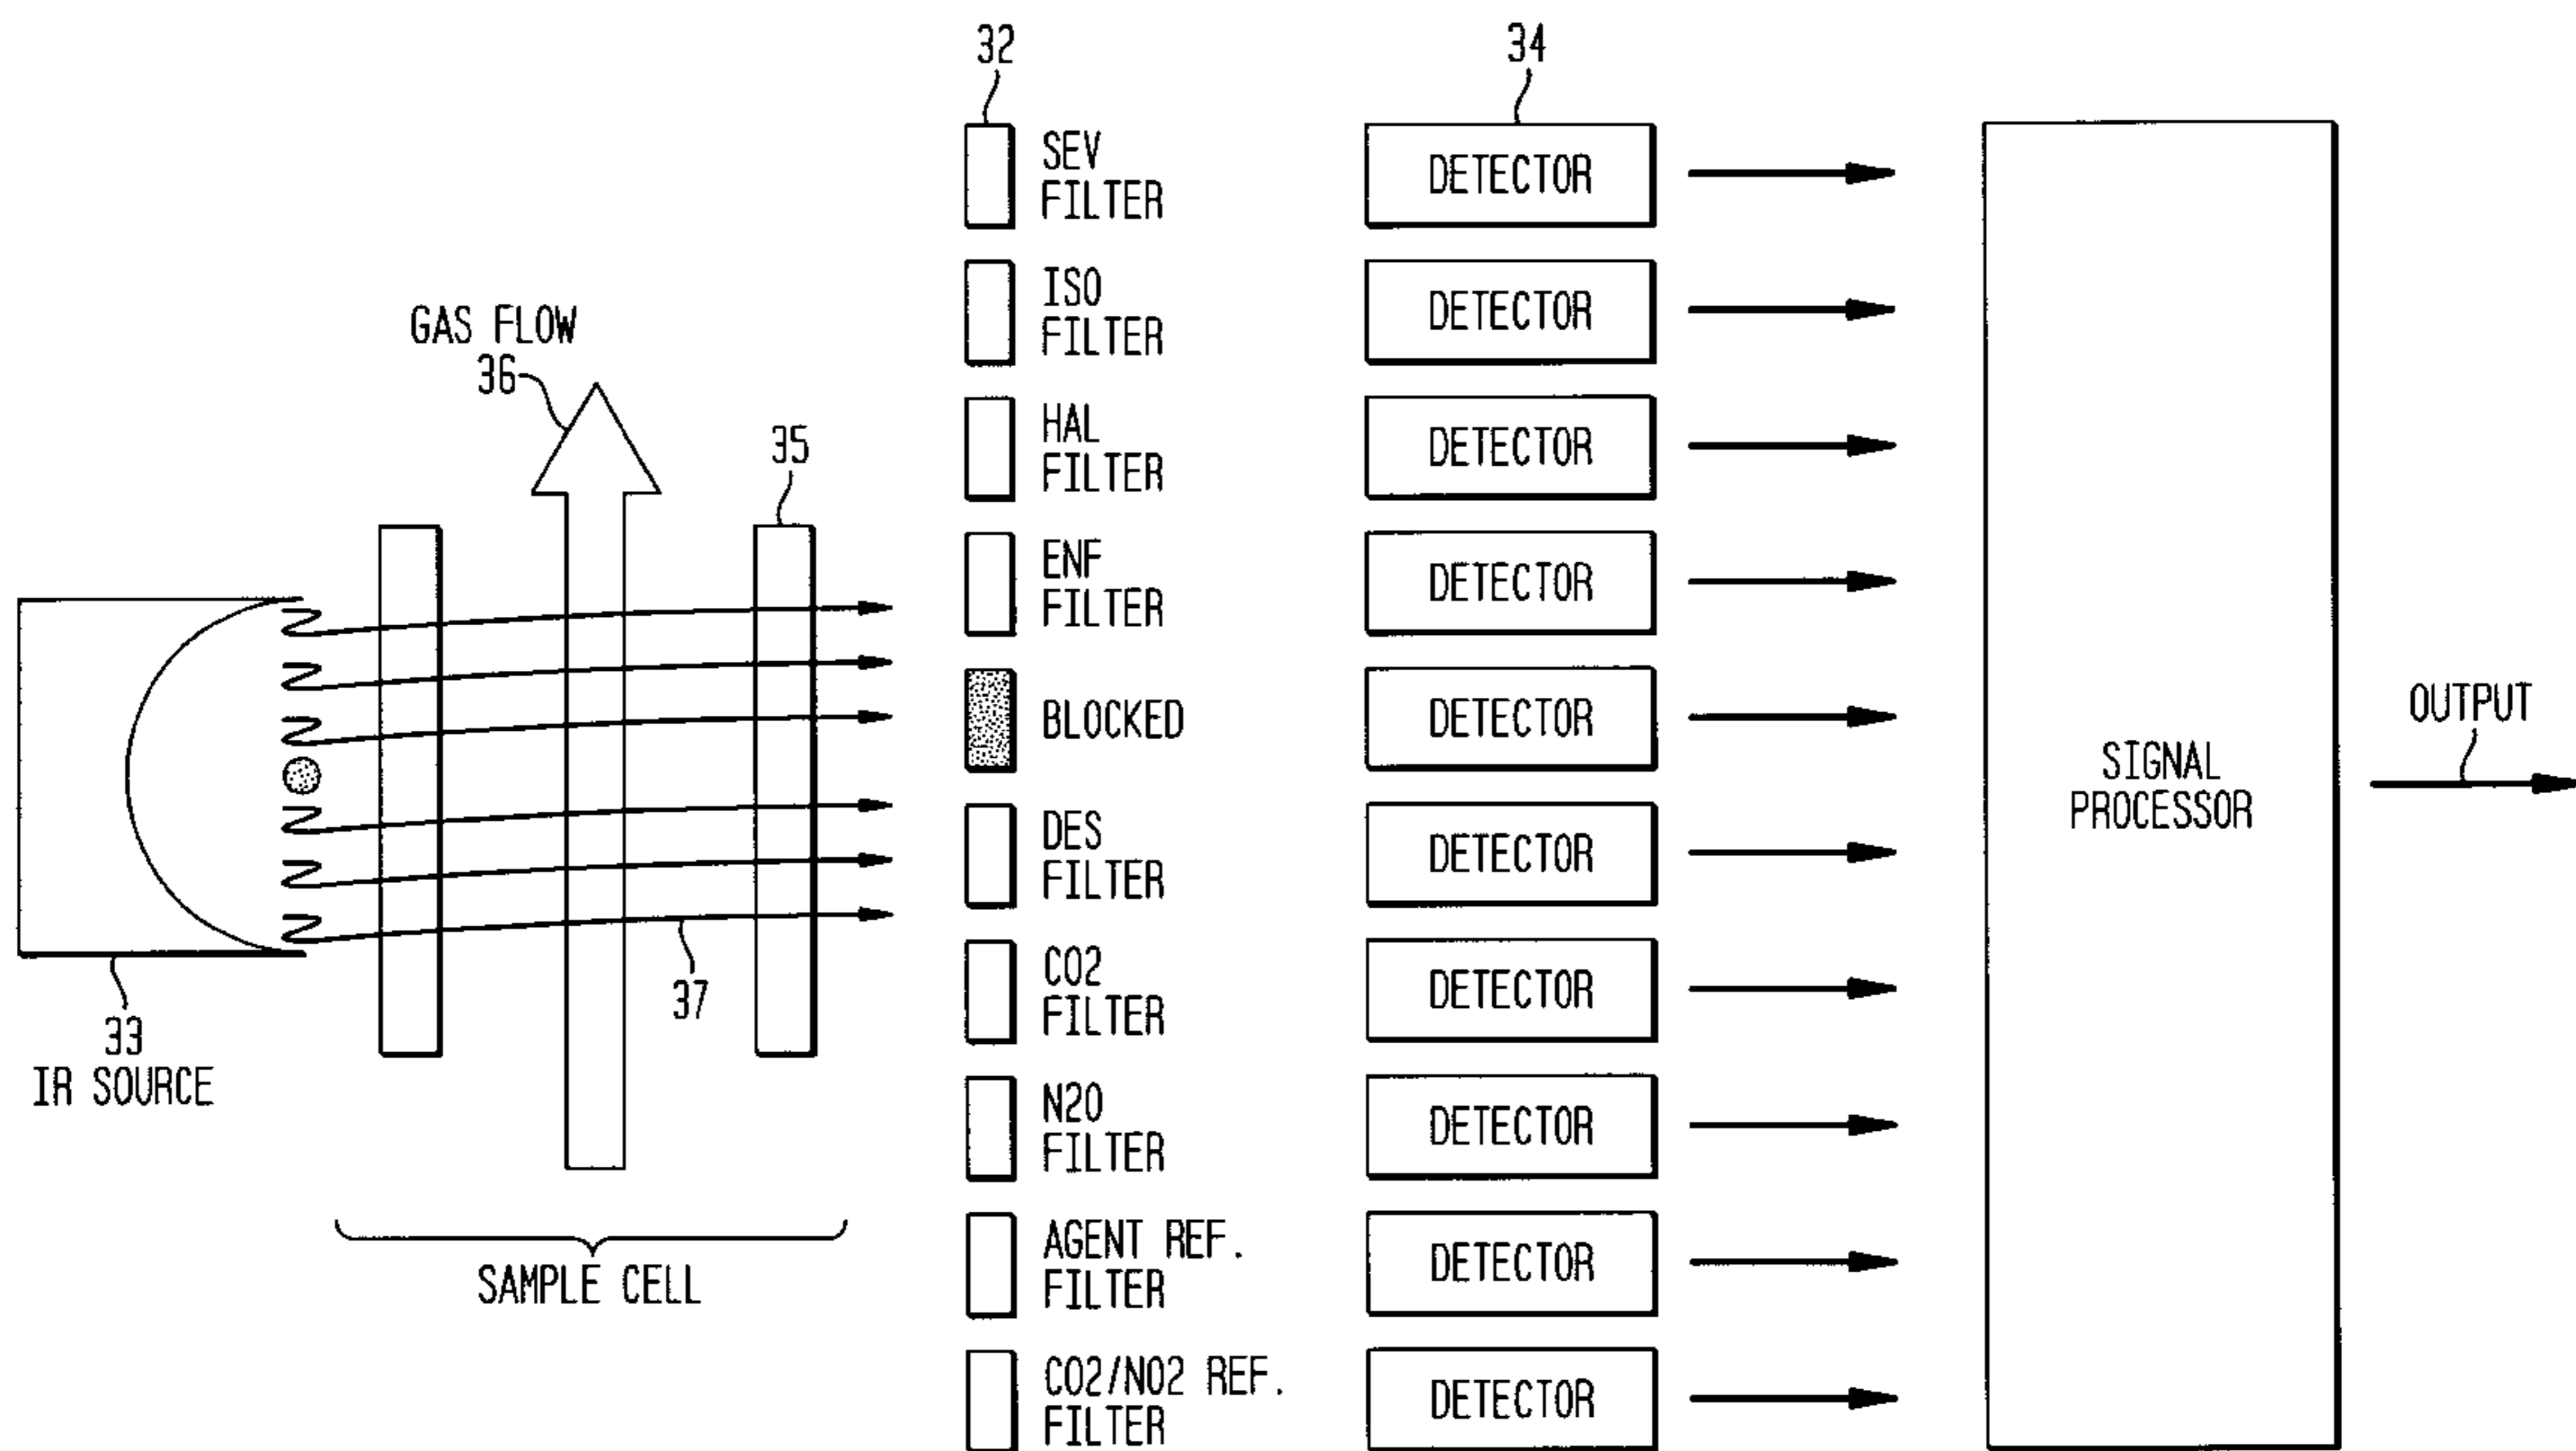 32
34
SEV
FILTER
DETECTOR
ISO
FILTER
DETECTOR
GAS FLOW
36
HAL
FILTER
DETECTOR
35
ENF
FILTER
DETECTOR
BLOCKED
DETECTOR
OUTPUT
SIGNAL
PROCESSOR
DES
FILTER
DETECTOR
CO2
FILTER
DETECTOR
37
33
IR SOURCE
N2O
FILTER
DETECTOR
AGENT REF.
FILTER
DETECTOR
SAMPLE CELL
CO2/NO2 REF.
FILTER
DETECTOR